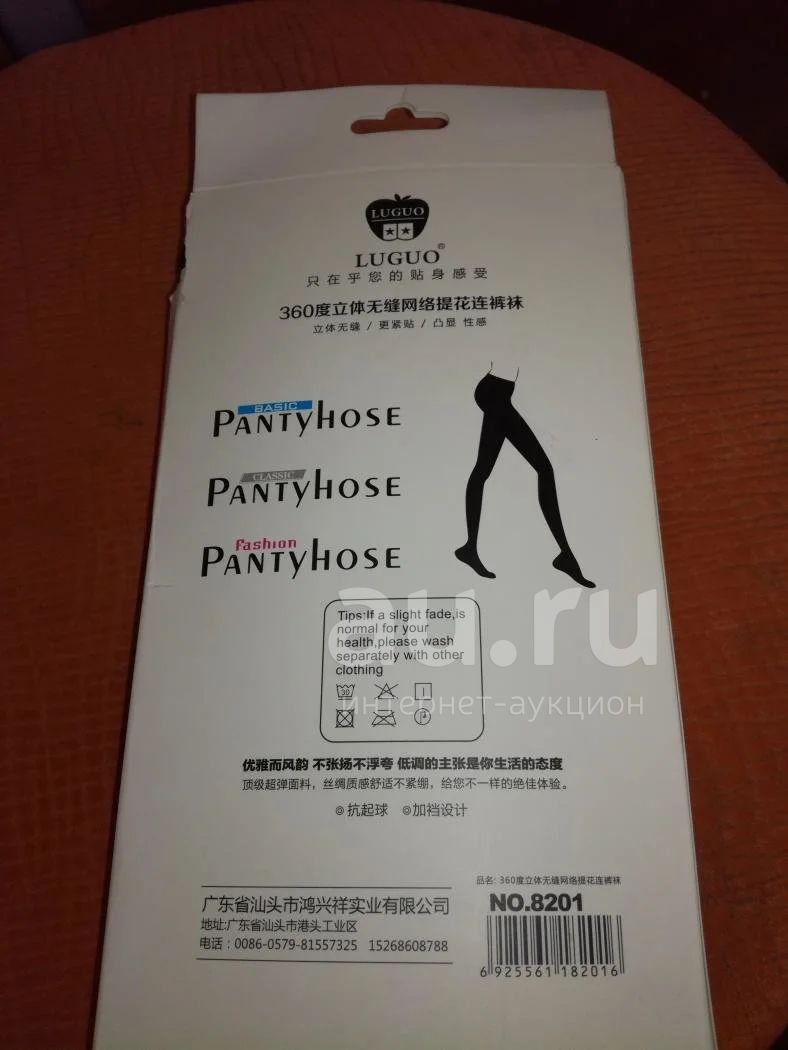 LUGUO
LUGUO®
只在乎您的贴身感受
360度立体无缝网络提花连裤袜
立体无缝 / 更紧贴 / 凸显 性感
BASIC
PANTYHOSE
CLASSIC
PANTYHOSE
fashion
PANTYHOSE
Tips:If a slight fade,is
normal for your
health,please wash
separately with other
clothing
30
au.ru
интернет-аукцион
优雅而风韵 不张扬不浮夸 低调的主张是你生活的态度
顶级超弹面料，丝绸质感舒适不紧绷，给您不一样的绝佳体验。
◎抗起球 ◎加裆设计
广东省汕头市鸿兴祥实业有限公司
地址:广东省汕头市港头工业区
电话：0086-0579-81557325 15268608788
品名: 360度立体无缝网络提花连裤袜
NO.8201
6 925561 182016